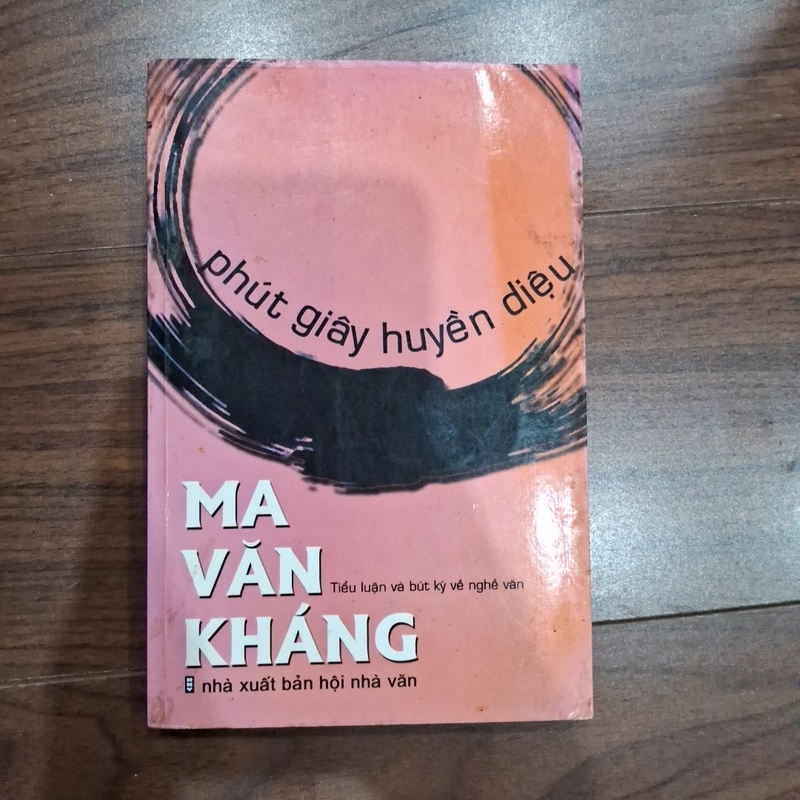 phút giây huyền diệu
MA
VĂN
Tiểu luận và bút ký về nghề văn
KHÁNG
nhà xuất bản hội nhà văn